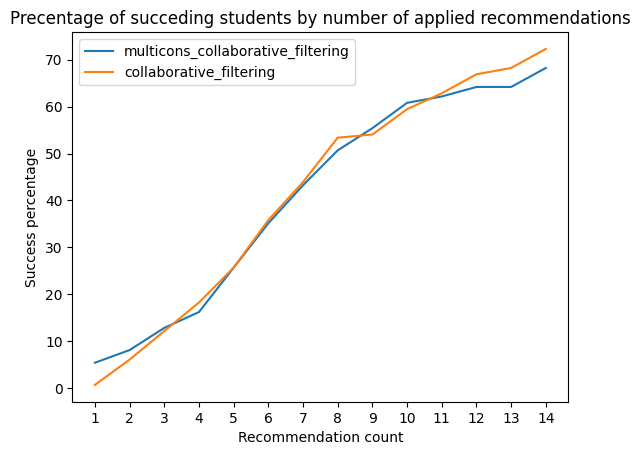 Precentage of succeding students by number of applied recommendations
multicons_collaborative_filtering
collaborative_filtering
Success percentage
70
60
50
40
30
20
10
0
1 2 3 4 5 6 7 8 9 10 11 12 13 14
Recommendation count